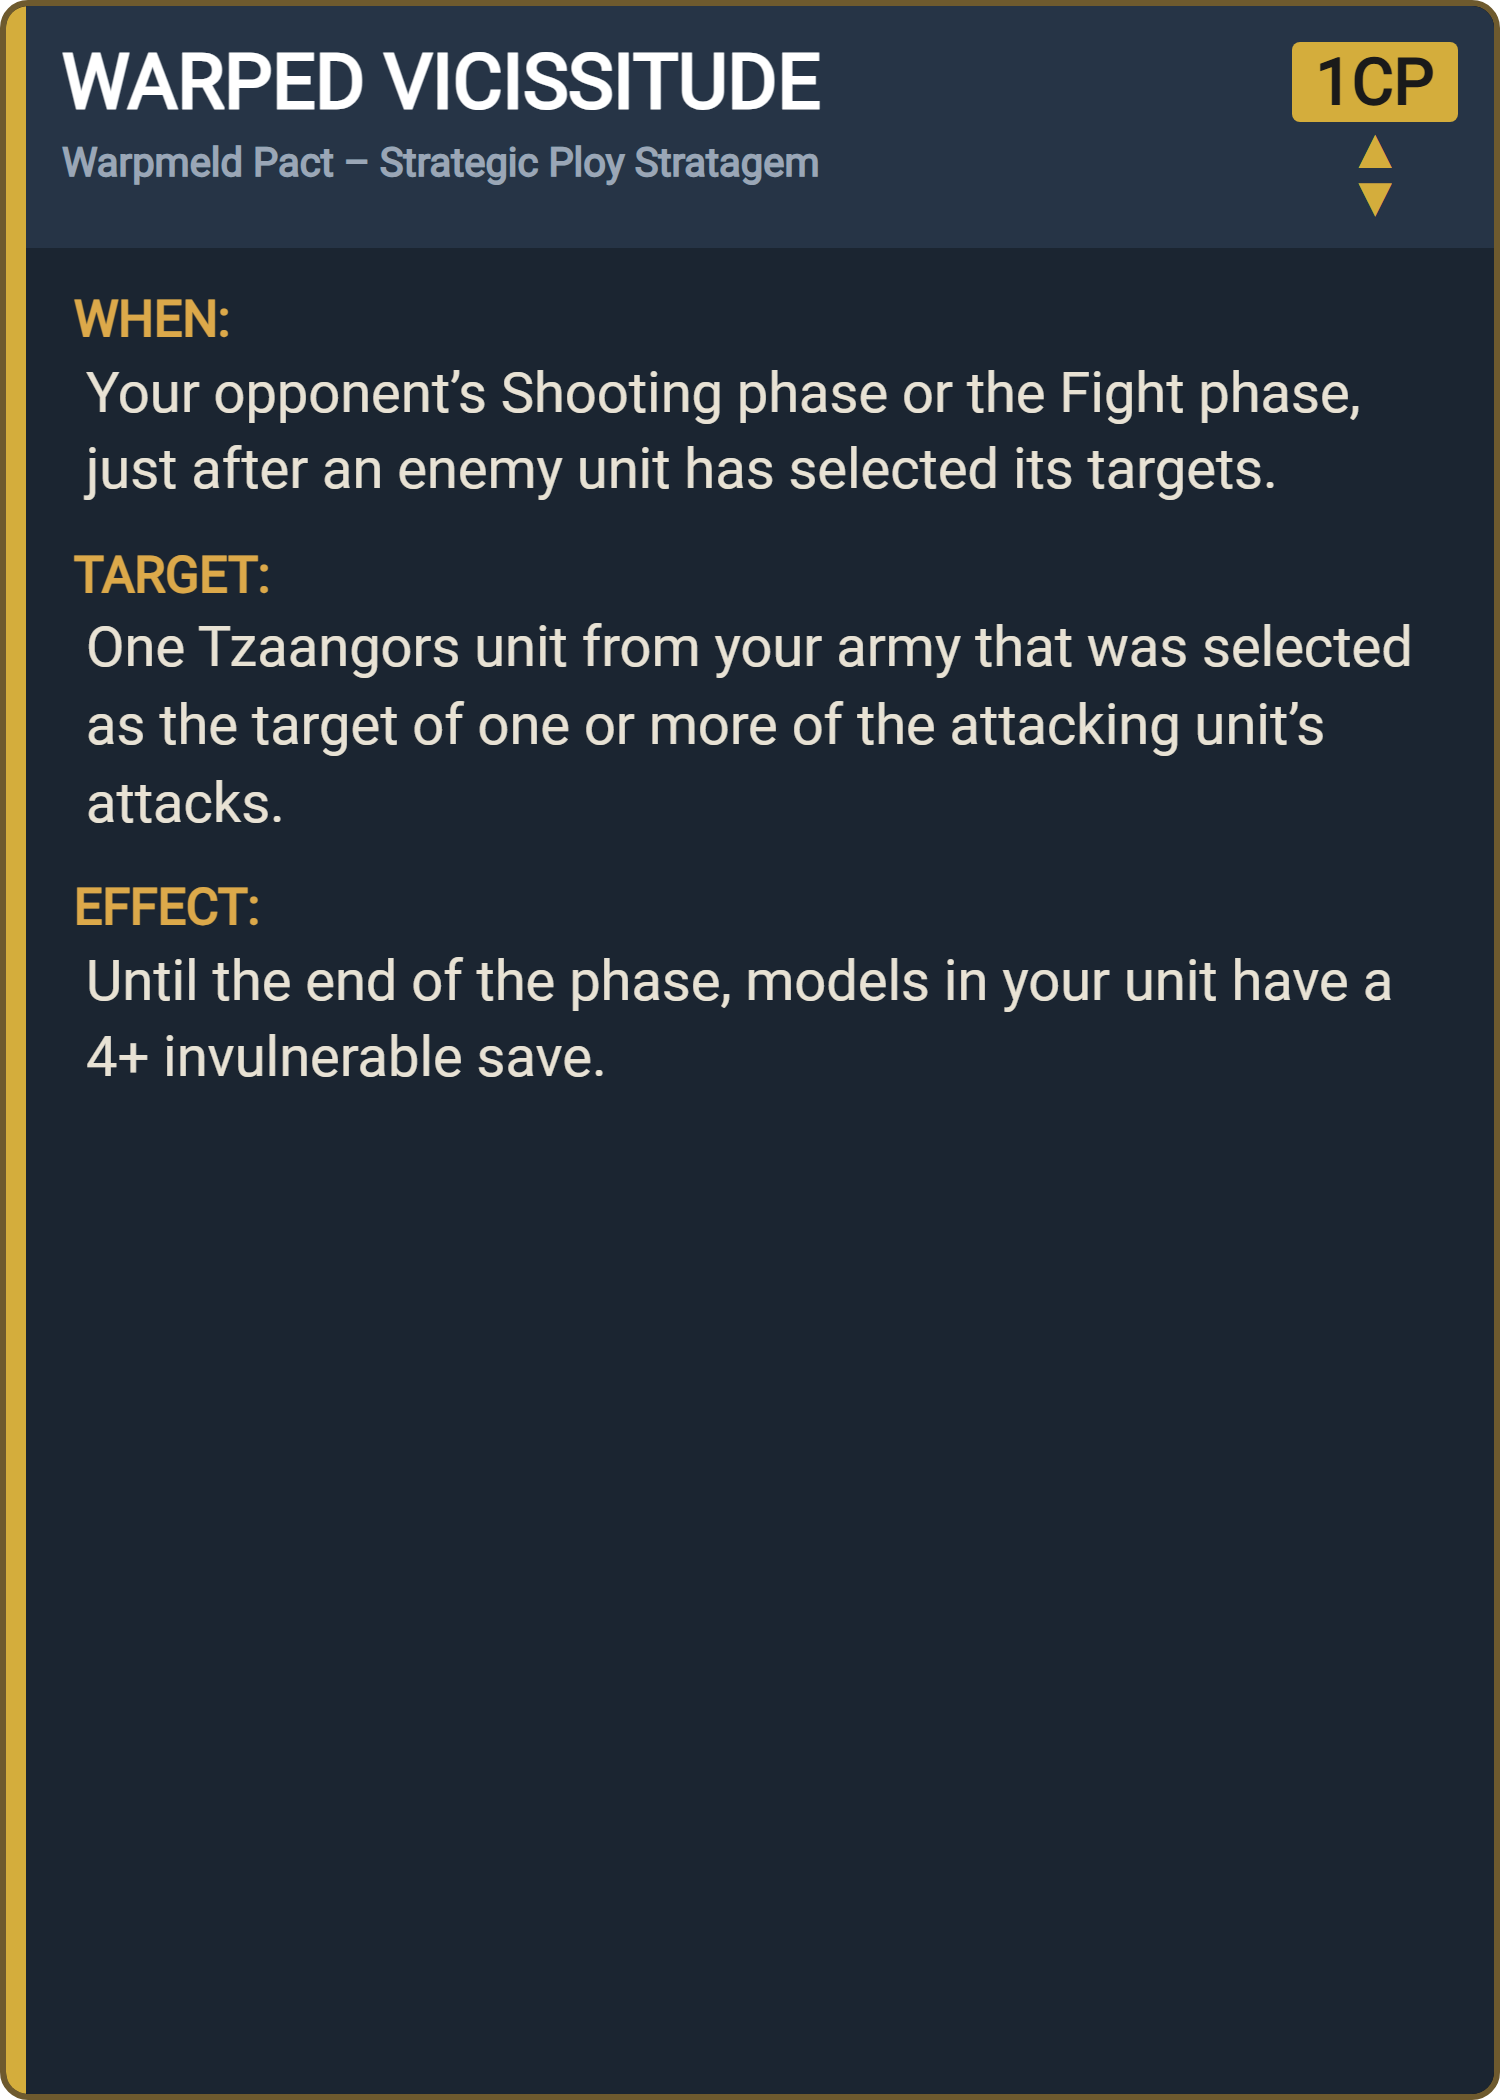 WARPED VICISSITUDE
1CP
Warpmeld Pact – Strategic Ploy Stratagem
▲
▼
WHEN:
Your opponent’s Shooting phase or the Fight phase,
just after an enemy unit has selected its targets.
TARGET:
One Tzaangors unit from your army that was selected
as the target of one or more of the attacking unit’s
attacks.
EFFECT:
Until the end of the phase, models in your unit have a
4+ invulnerable save.